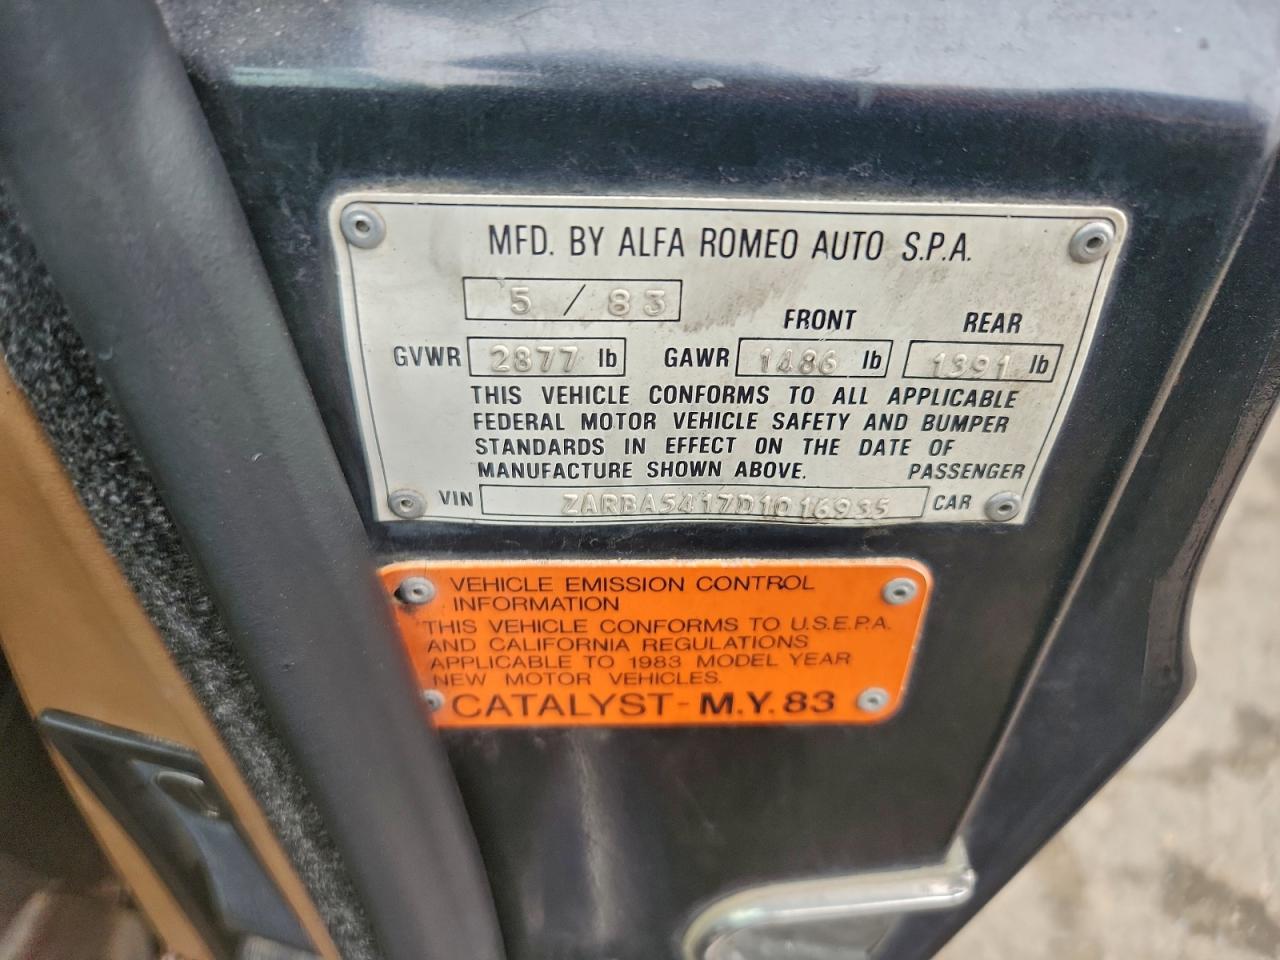 MFD. BY ALFA ROMEO AUTO S.P.A.
5 / 83
FRONT REAR
GVWR 2877 lb GAWR 1486 lb 1391 lb
THIS VEHICLE CONFORMS TO ALL APPLICABLE
FEDERAL MOTOR VEHICLE SAFETY AND BUMPER
STANDARDS IN EFFECT ON THE DATE OF
MANUFACTURE SHOWN ABOVE. PASSENGER
VIN ZARBA5417D1016935 CAR
VEHICLE EMISSION CONTROL
INFORMATION
THIS VEHICLE CONFORMS TO U.S.E.P.A.
AND CALIFORNIA REGULATIONS
APPLICABLE TO 1983 MODEL YEAR
NEW MOTOR VEHICLES.
CATALYST - M.Y. 83